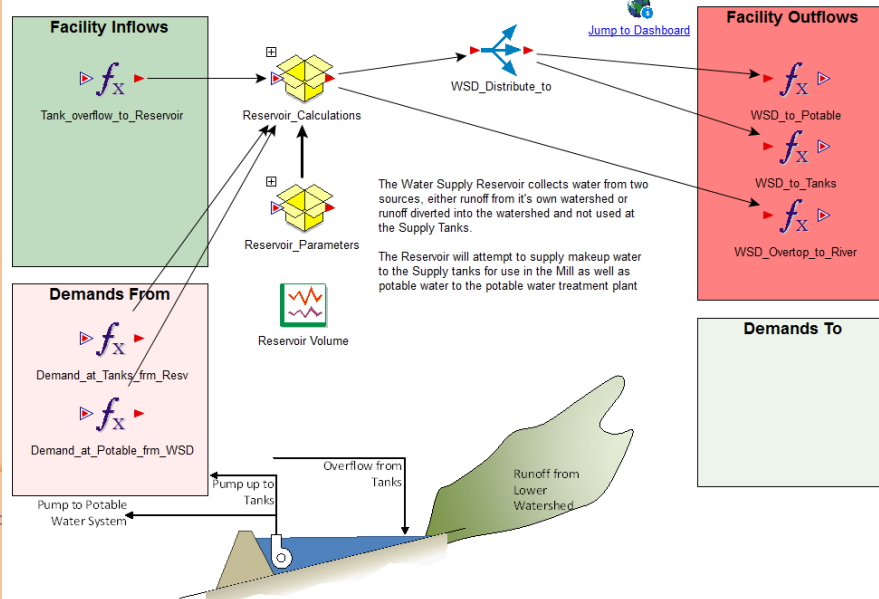 Facility Inflows
Tank_overflow_to_Reservoir
Reservoir_Calculations
WSD_Distribute_to
Jump to Dashboard
Facility Outflows
WSD_to_Potable
WSD_to_Tanks
WSD_Overtop_to_River
Reservoir_Parameters
The Water Supply Reservoir collects water from two
sources, either runoff from it's own watershed or
runoff diverted into the watershed and not used at
the Supply Tanks.
The Reservoir will attempt to supply makeup water
to the Supply tanks for use in the Mill as well as
potable water to the potable water treatment plant
Reservoir Volume
Demands From
Demand_at_Tanks_frm_Resv
Demand_at_Potable_frm_WSD
Demands To
Overflow from
Tanks
Pump up to
Tanks
Pump to Potable
Water System
Runoff from
Lower
Watershed